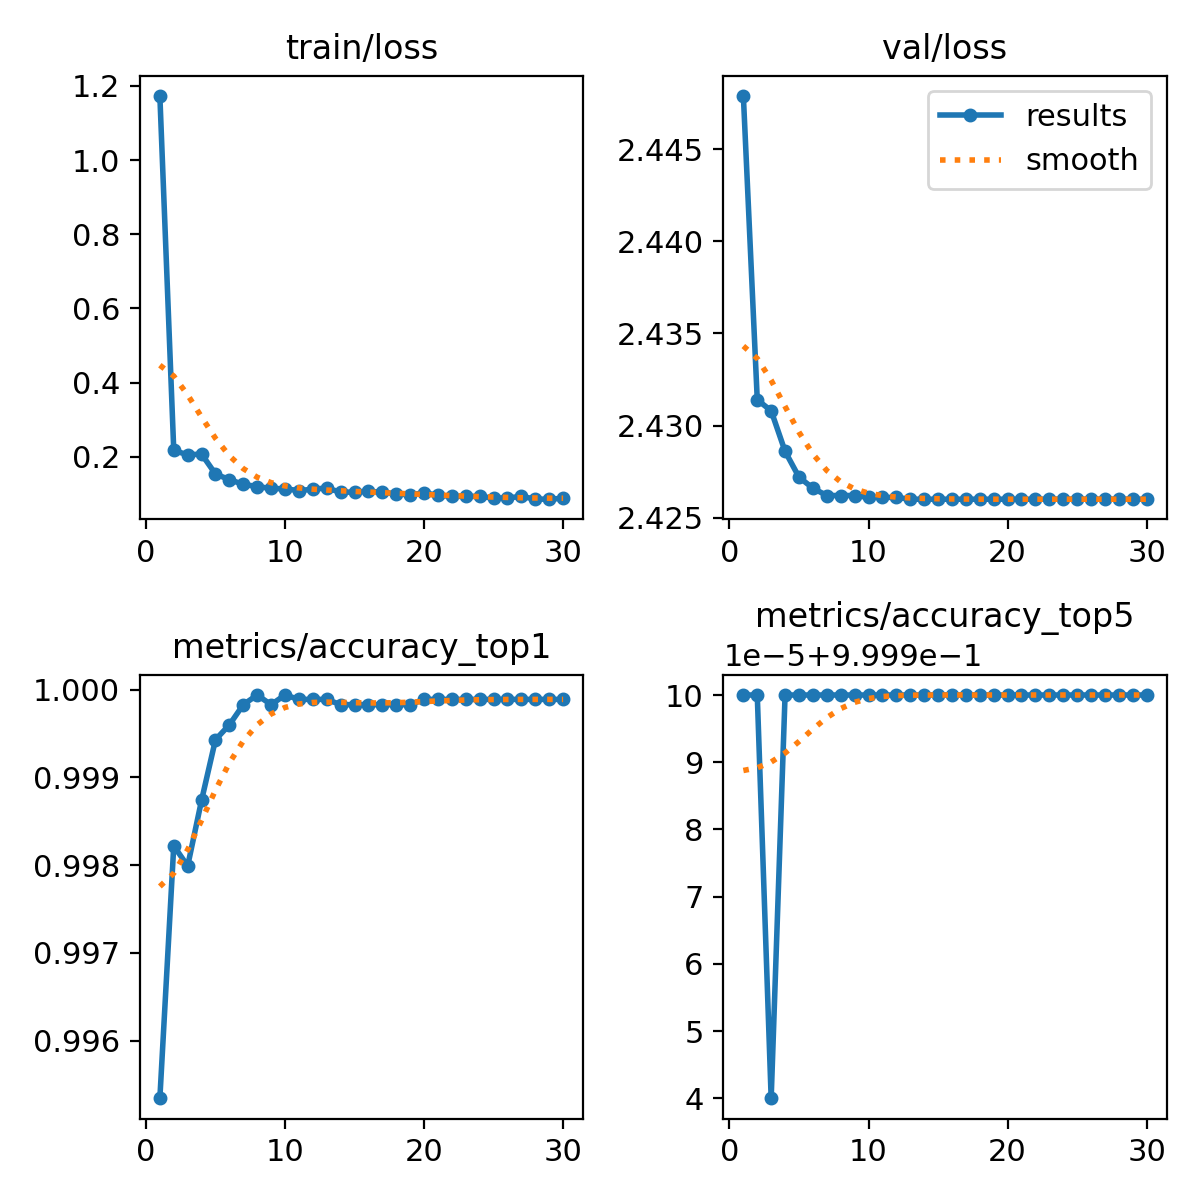 train/loss
1.2
1.0
0.8
0.6
0.4
0.2
0 10 20 30
val/loss
results
smooth
2.445
2.440
2.435
2.430
2.425
0 10 20 30
metrics/accuracy_top1
1.000
0.999
0.998
0.997
0.996
0 10 20 30
metrics/accuracy_top5
1e−5+9.999e−1
10
9
8
7
6
5
4
0 10 20 30